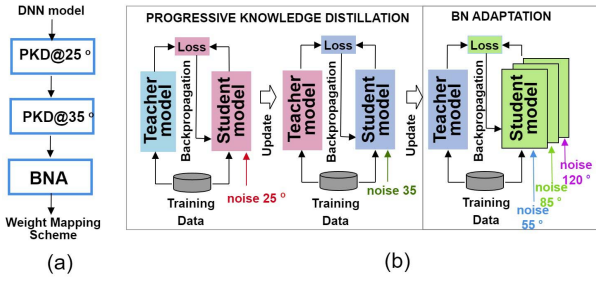 DNN model
PKD@25 °
PKD@35 °
BNA
Weight Mapping
Scheme
(a)
PROGRESSIVE KNOWLEDGE DISTILLATION
Loss
Teacher
model
Backpropagation
Student
model
Training
Data
noise 25 °
Update
Loss
Teacher
model
Backpropagation
Student
model
Training
Data
noise 35
Update
BN ADAPTATION
Loss
Teacher
model
Backpropagation
Student
model
Training
Data
noise
55 °
noise
85 °
noise
120 °
(b)